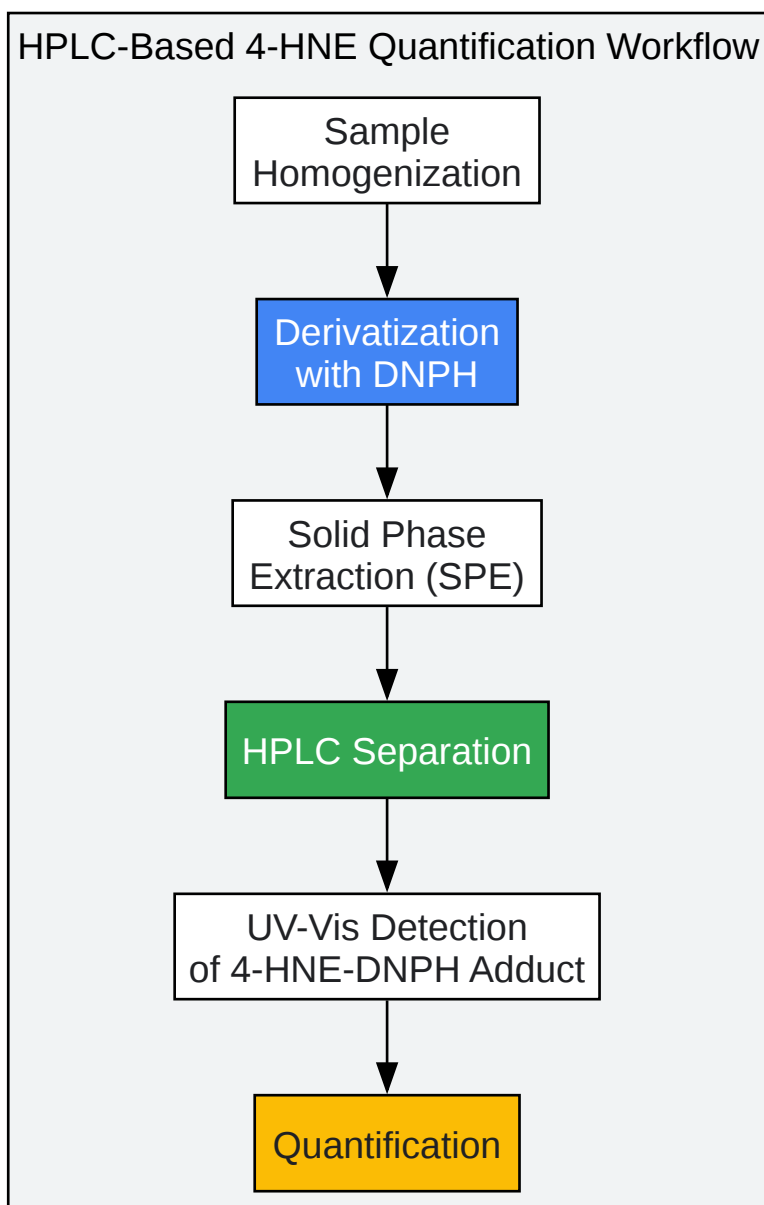 HPLC-Based 4-HNE Quantification Workflow
Sample
Homogenization
Derivatization
with DNPH
Solid Phase
Extraction (SPE)
HPLC Separation
UV-Vis Detection
of 4-HNE-DNPH Adduct
Quantification